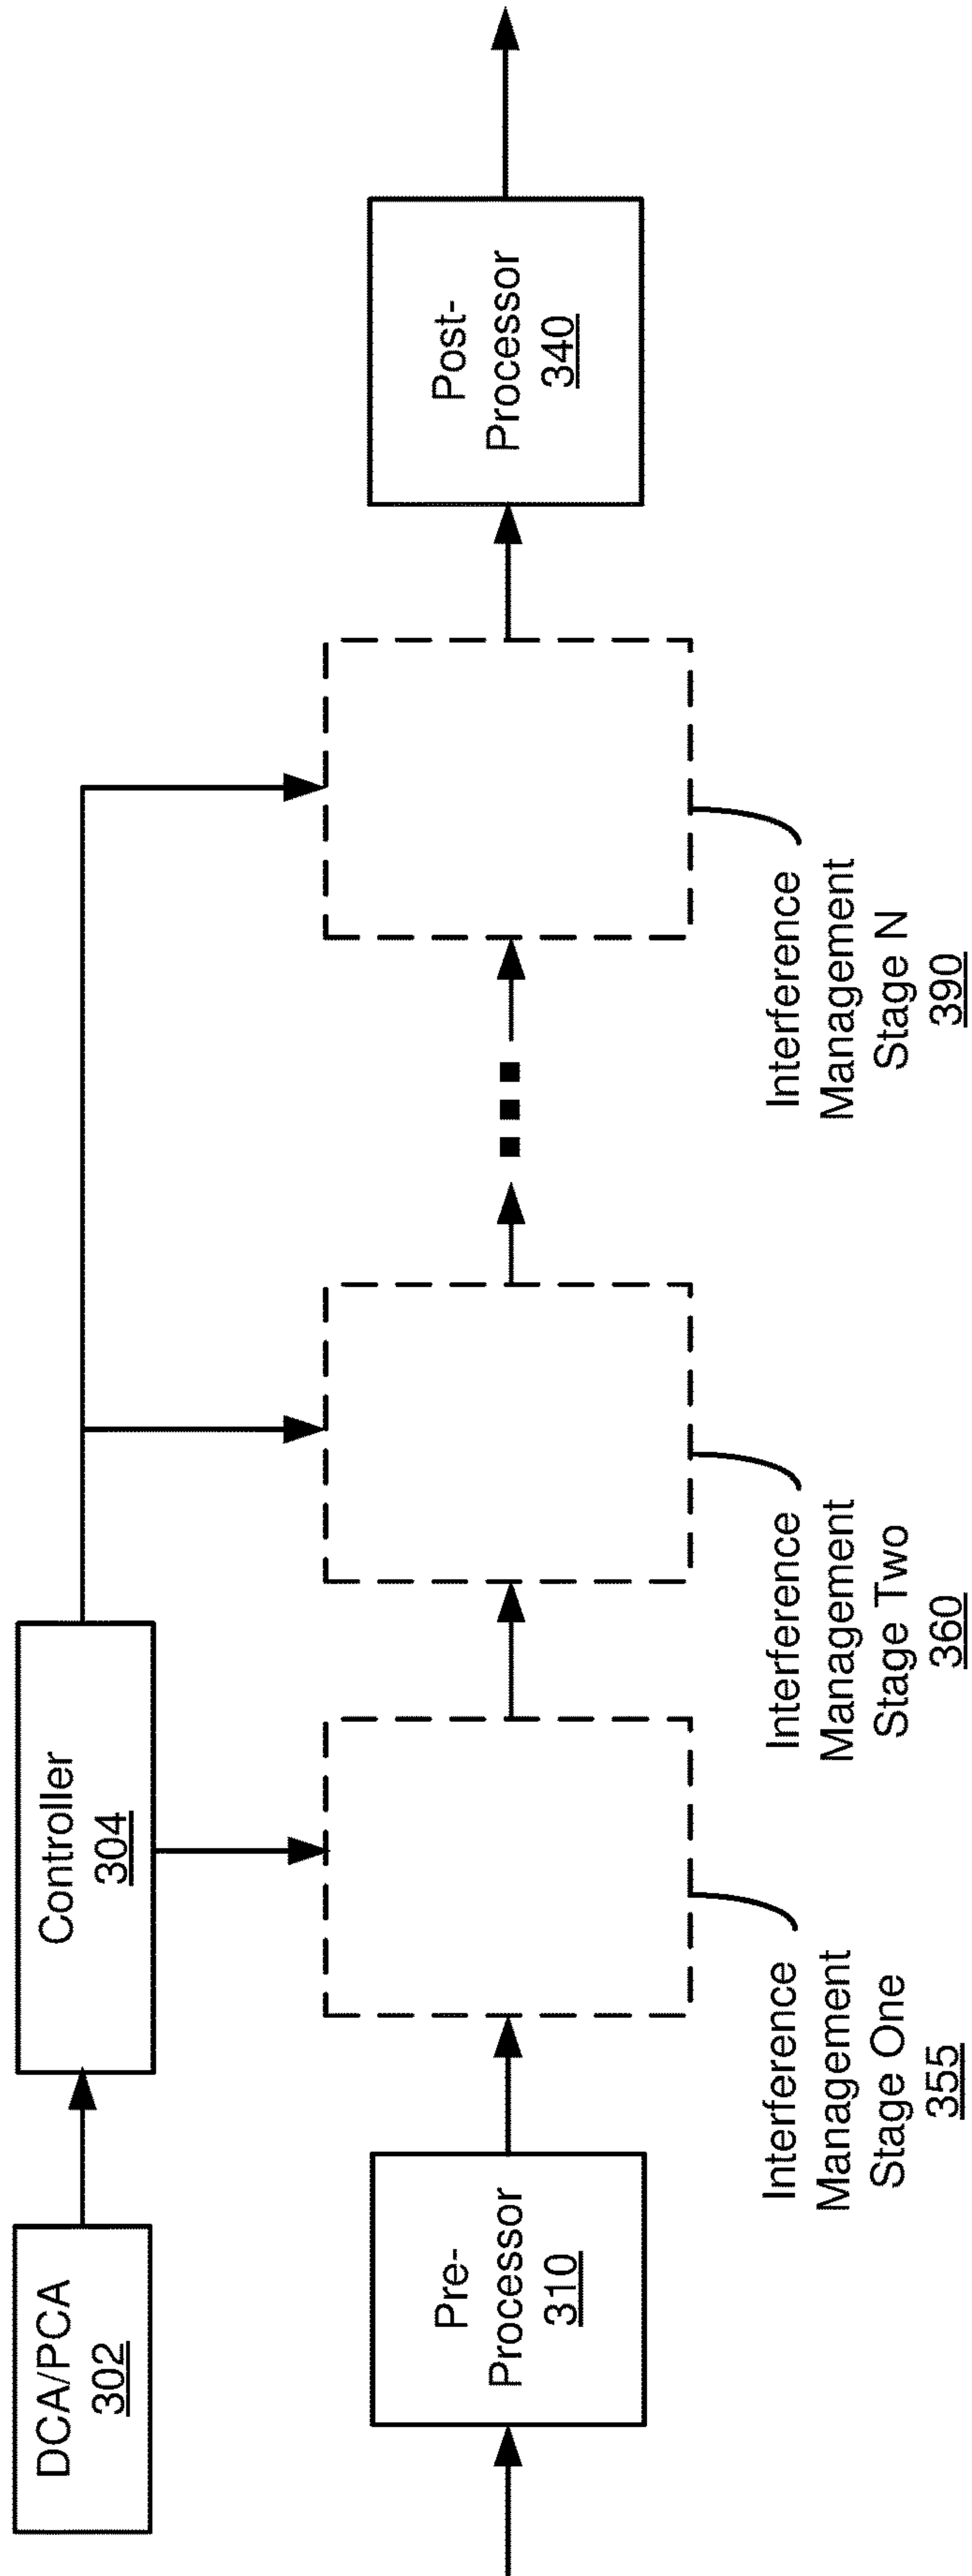 DCA/PCA
302
Controller
304
Pre-
Processor
310
Post-
Processor
340
Interference
Management
Stage One
355
Interference
Management
Stage Two
360
Interference
Management
Stage N
390